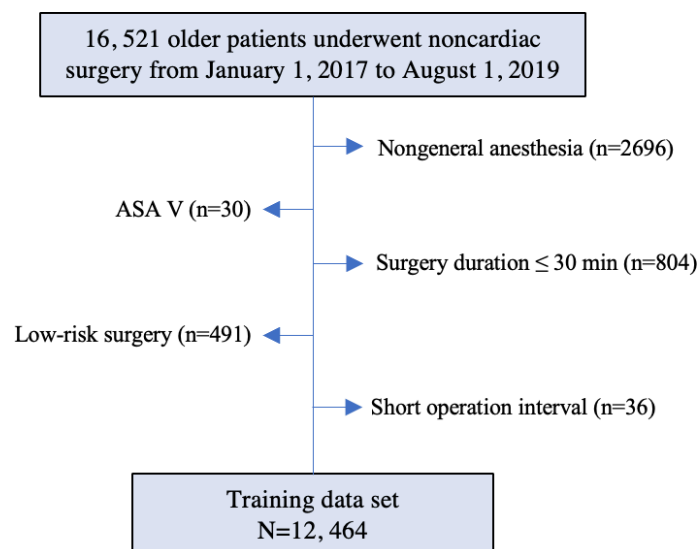 16, 521 older patients underwent noncardiac
surgery from January 1, 2017 to August 1, 2019
Nongeneral anesthesia (n=2696)
ASA V (n=30)
Surgery duration ≤ 30 min (n=804)
Low-risk surgery (n=491)
Short operation interval (n=36)
Training data set
N=12, 464